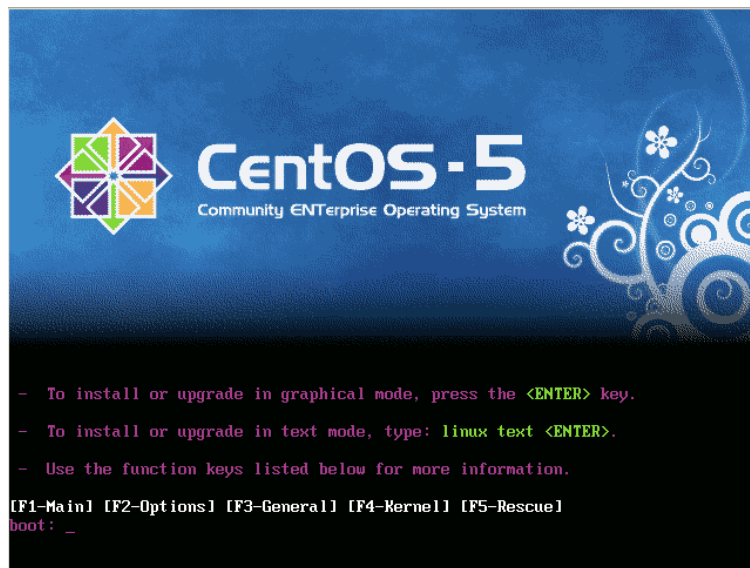 CentOS-5
Community ENTerprise Operating System
- To install or upgrade in graphical mode, press the <ENTER> key.
- To install or upgrade in text mode, type: linux text <ENTER>.
- Use the function keys listed below for more information.
[F1-Main] [F2-Options] [F3-General] [F4-Kernel] [F5-Rescue]
boot: _